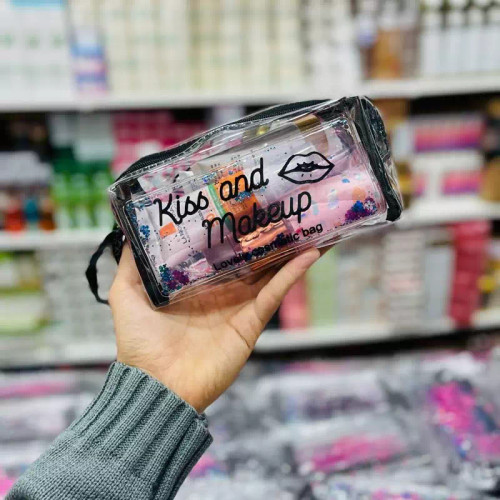 Kiss and
Makeup
Lovely cosmetic bag